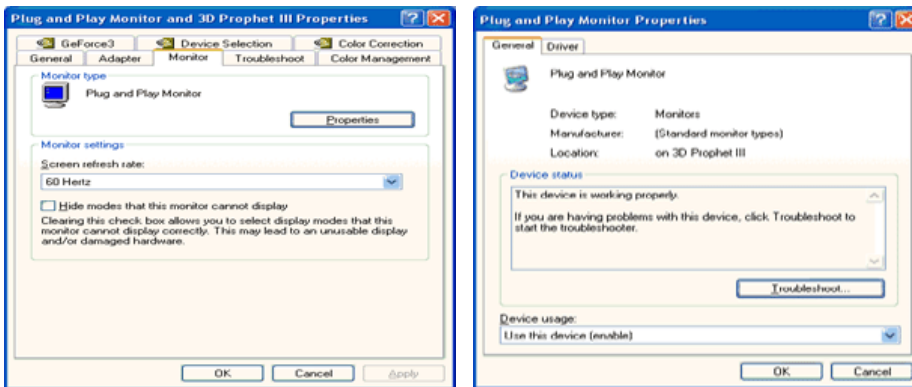 Plug and Play Monitor and 3D Prophet III Properties
GeForce3 Device Selection Color Correction
General Adapter Monitor Troubleshoot Color Management
Monitor type
Plug and Play Monitor
Properties
Monitor settings
Screen refresh rate:
60 Hertz
Hide modes that this monitor cannot display
Clearing this check box allows you to select display modes that this
monitor cannot display correctly. This may lead to an unusable display
and/or damaged hardware.
OK Cancel Apply
Plug and Play Monitor Properties
General Driver
Plug and Play Monitor
Device type: Monitors
Manufacturer: (Standard monitor types)
Location: on 3D Prophet III
Device status
This device is working properly.
If you are having problems with this device, click Troubleshoot to
start the troubleshooter.
Troubleshoot...
Device usage:
Use this device (enable)
OK Cancel